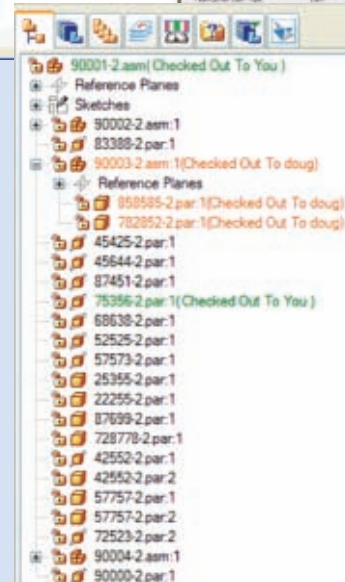 90001-2.asm( Checked Out To You )
Reference Planes
Sketches
90002-2.asm:1
83388-2.par:1
90003-2.asm:1(Checked Out To doug)
Reference Planes
858585-2.par:1(Checked Out To doug)
782852-2.par:1(Checked Out To doug)
45425-2.par:1
45644-2.par:1
87451-2.par:1
75356-2.par:1( Checked Out To You )
68638-2.par:1
52525-2.par:1
57573-2.par:1
25355-2.par:1
22255-2.par:1
87699-2.par:1
728778-2.par:1
42552-2.par:1
42552-2.par:2
57757-2.par:1
57757-2.par:2
72523-2.par:2
90004-2.asm:1
90000-2.par:1